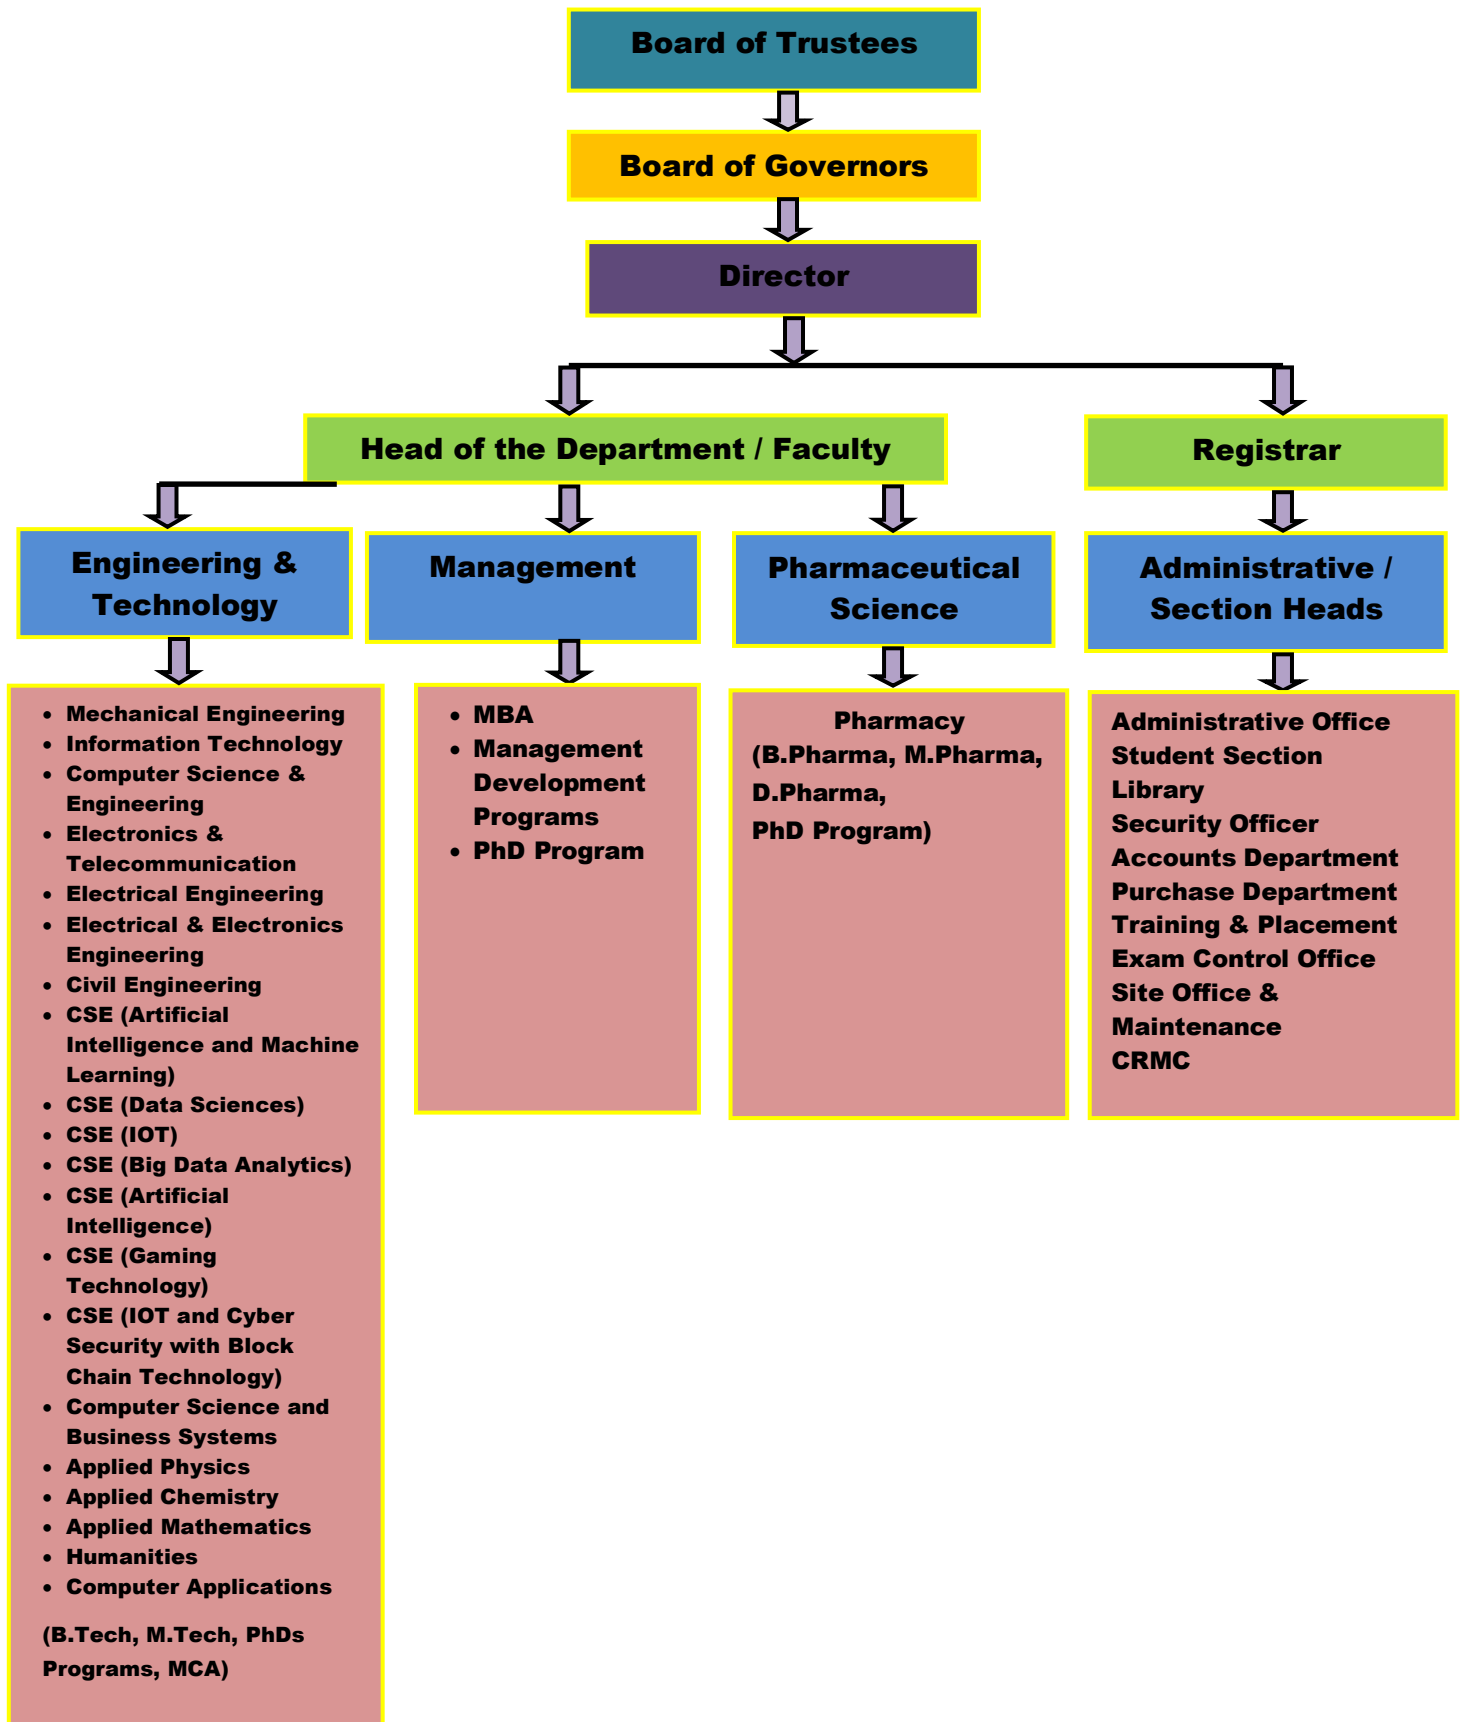 Board of Trustees
Board of Governors
Director
Head of the Department / Faculty
Registrar
Engineering &
Technology
Management
Pharmaceutical
Science
Administrative /
Section Heads
• Mechanical Engineering
• Information Technology
• Computer Science &
Engineering
• Electronics &
Telecommunication
• Electrical Engineering
• Electrical & Electronics
Engineering
• Civil Engineering
• CSE (Artificial
Intelligence and Machine
Learning)
• CSE (Data Sciences)
• CSE (IOT)
• CSE (Big Data Analytics)
• CSE (Artificial
Intelligence)
• CSE (Gaming
Technology)
• CSE (IOT and Cyber
Security with Block
Chain Technology)
• Computer Science and
Business Systems
• Applied Physics
• Applied Chemistry
• Applied Mathematics
• Humanities
• Computer Applications
(B.Tech, M.Tech, PhDs
Programs, MCA)
• MBA
• Management
Development
Programs
• PhD Program
Pharmacy
(B.Pharma, M.Pharma,
D.Pharma,
PhD Program)
Administrative Office
Student Section
Library
Security Officer
Accounts Department
Purchase Department
Training & Placement
Exam Control Office
Site Office &
Maintenance
CRMC